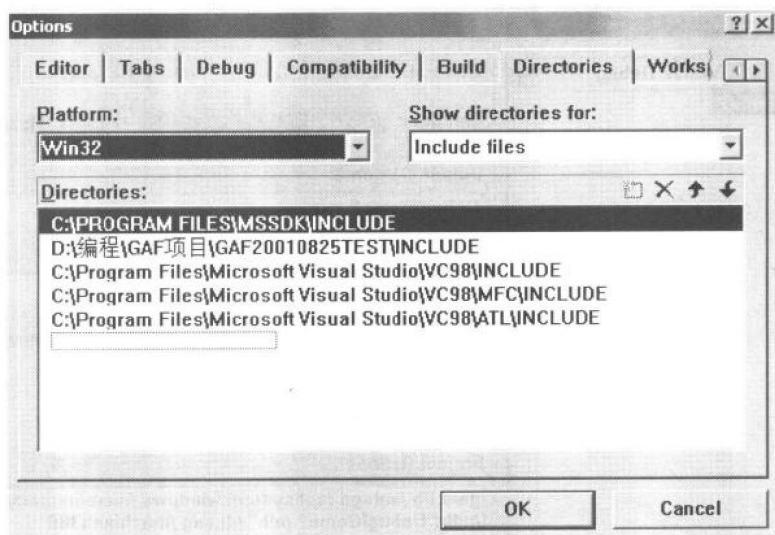 Options
Editor Tabs Debug Compatibility Build Directories Works
Platform:
Show directories for:
Win32
Include files
Directories:
C:\PROGRAM FILES\MSSDK\INCLUDE
D:\编程\GAF项目\GAF20010825TEST\INCLUDE
C:\Program Files\Microsoft Visual Studio\VC98\INCLUDE
C:\Program Files\Microsoft Visual Studio\VC98\MFC\INCLUDE
C:\Program Files\Microsoft Visual Studio\VC98\ATL\INCLUDE
OK Cancel